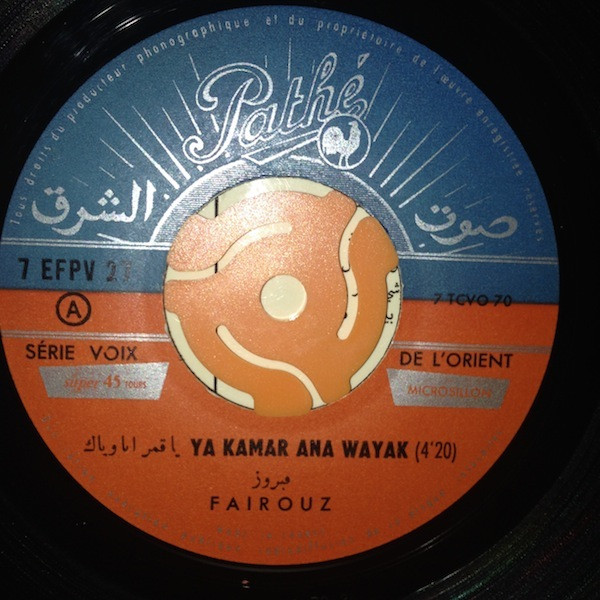 Tous droits du producteur phonographique et du propriétaire de l'œuvre enregistrée réservés.
Pathé
صوت الشرق
7 EFPV
A
7 TCVO 70
SÉRIE VOIX DE L'ORIENT
super 45 TOURS
MICROSILLON
يا قمر انا وياك YA KAMAR ANA WAYAK (4'20)
فيروز
FAIROUZ